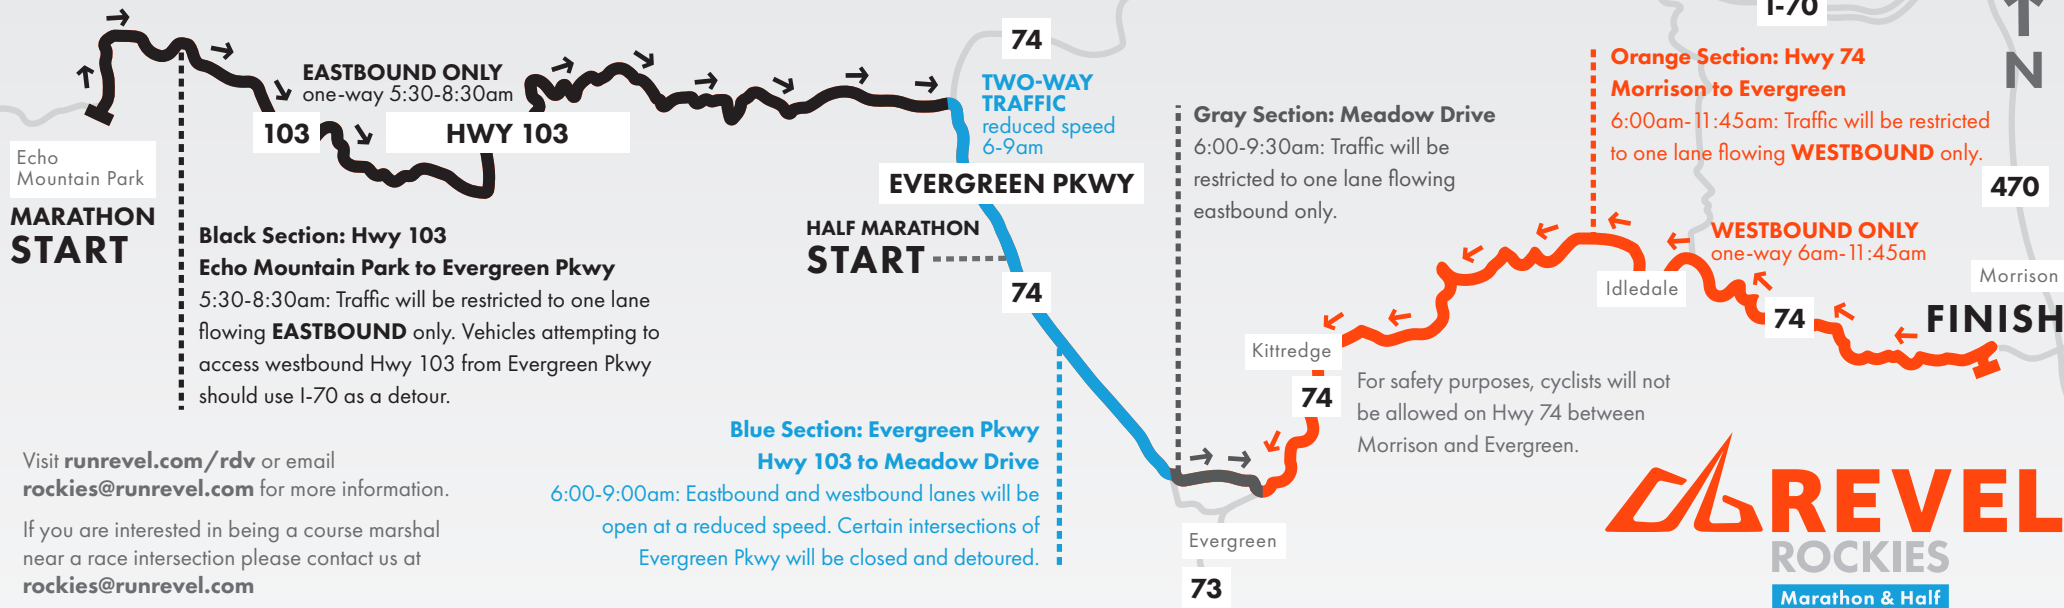 I-70
N
74
EASTBOUND ONLY
one-way 5:30-8:30am
103
HWY 103
TWO-WAY
TRAFFIC
reduced speed
6-9am
EVERGREEN PKWY
Echo
Mountain Park
MARATHON
START
Black Section: Hwy 103
Echo Mountain Park to Evergreen Pkwy
5:30-8:30am: Traffic will be restricted to one lane
flowing EASTBOUND only. Vehicles attempting to
access westbound Hwy 103 from Evergreen Pkwy
should use I-70 as a detour.
HALF MARATHON
START
74
Gray Section: Meadow Drive
6:00-9:30am: Traffic will be
restricted to one lane flowing
eastbound only.
Orange Section: Hwy 74
Morrison to Evergreen
6:00am-11:45am: Traffic will be restricted
to one lane flowing WESTBOUND only.
470
WESTBOUND ONLY
one-way 6am-11:45am
Morrison
Idledale
74
FINISH
Kittredge
74
For safety purposes, cyclists will not
be allowed on Hwy 74 between
Morrison and Evergreen.
Blue Section: Evergreen Pkwy
Hwy 103 to Meadow Drive
6:00-9:00am: Eastbound and westbound lanes will be
open at a reduced speed. Certain intersections of
Evergreen Pkwy will be closed and detoured.
Evergreen
73
Visit runrevel.com/rdv or email
rockies@runrevel.com for more information.
If you are interested in being a course marshal
near a race intersection please contact us at
rockies@runrevel.com
REVEL
ROCKIES
Marathon & Half